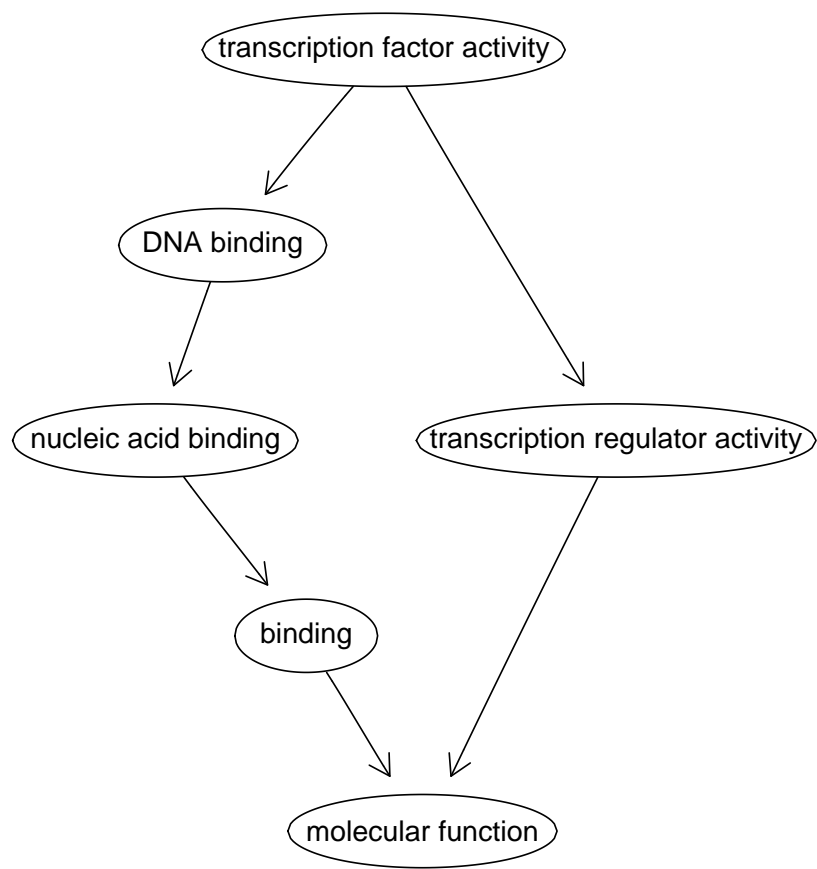 transcription factor activity
DNA binding
nucleic acid binding
transcription regulator activity
binding
molecular function